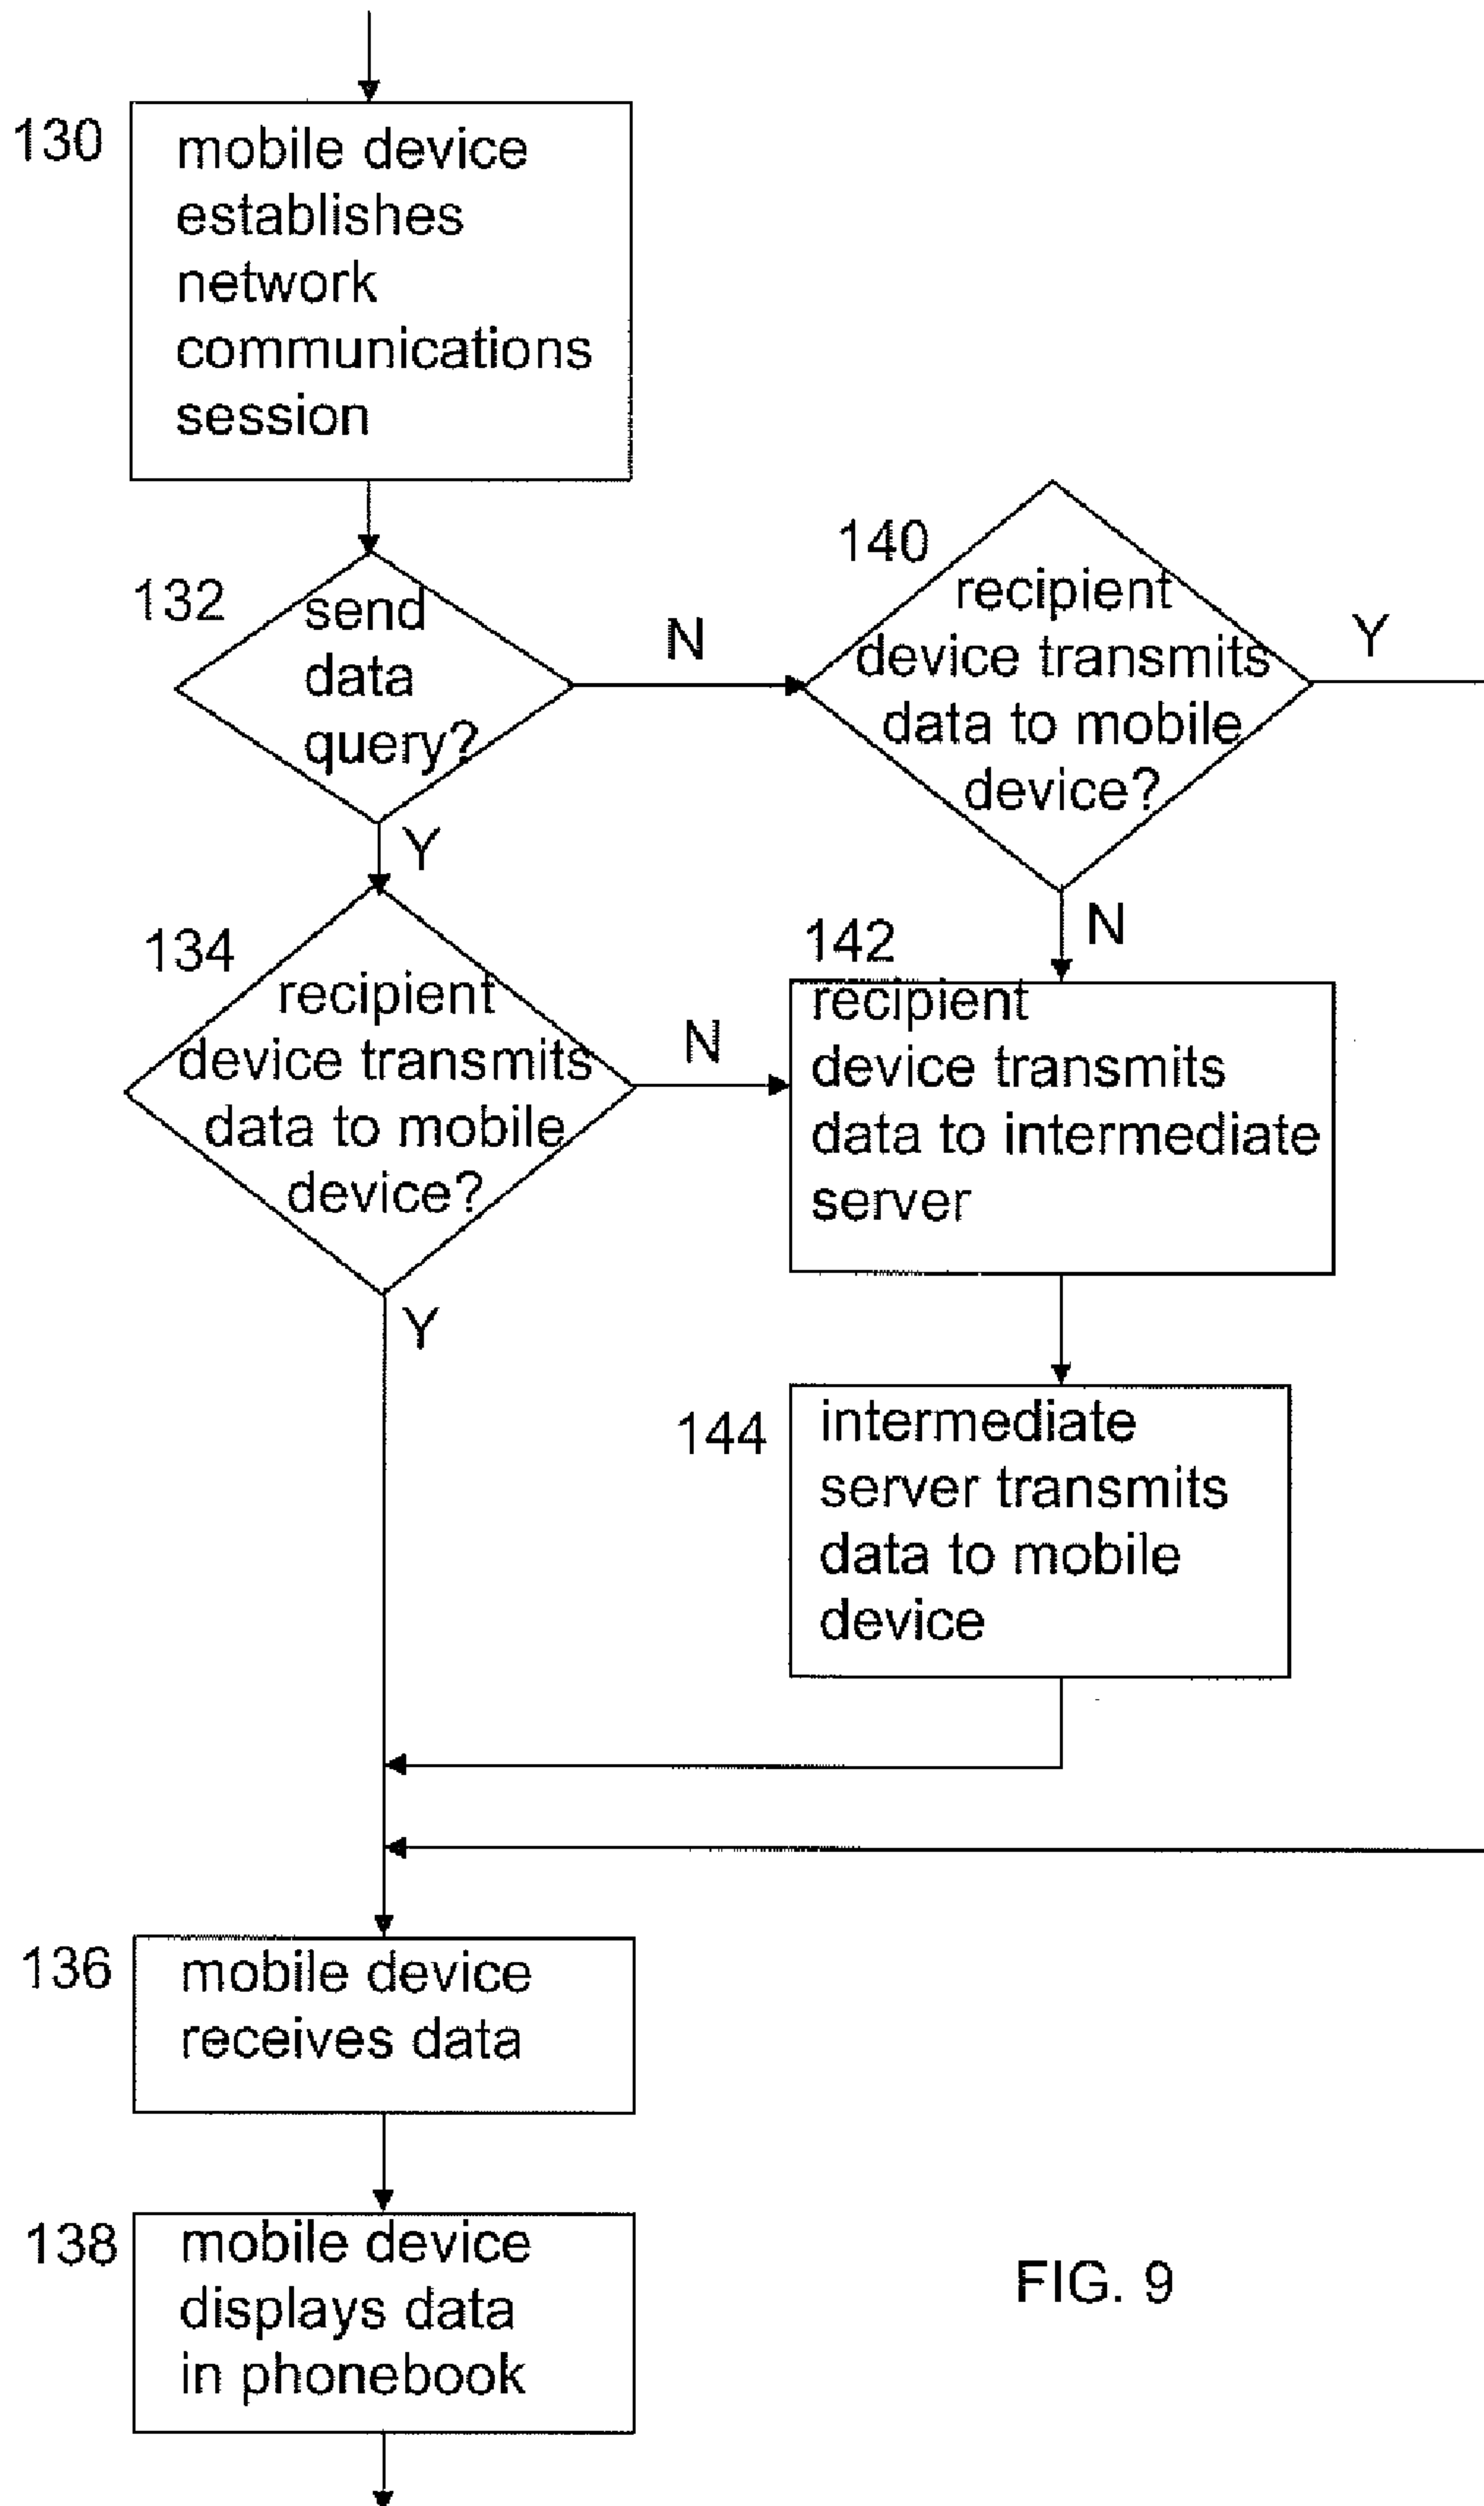 130
mobile device
establishes
network
communications
session
132
send
data
query?
N
Y
140
recipient
device transmits
data to mobile
device?
Y
N
134
recipient
device transmits
data to mobile
device?
N
Y
142
recipient
device transmits
data to intermediate
server
144
intermediate
server transmits
data to mobile
device
136
mobile device
receives data
138
mobile device
displays data
in phonebook
FIG. 9